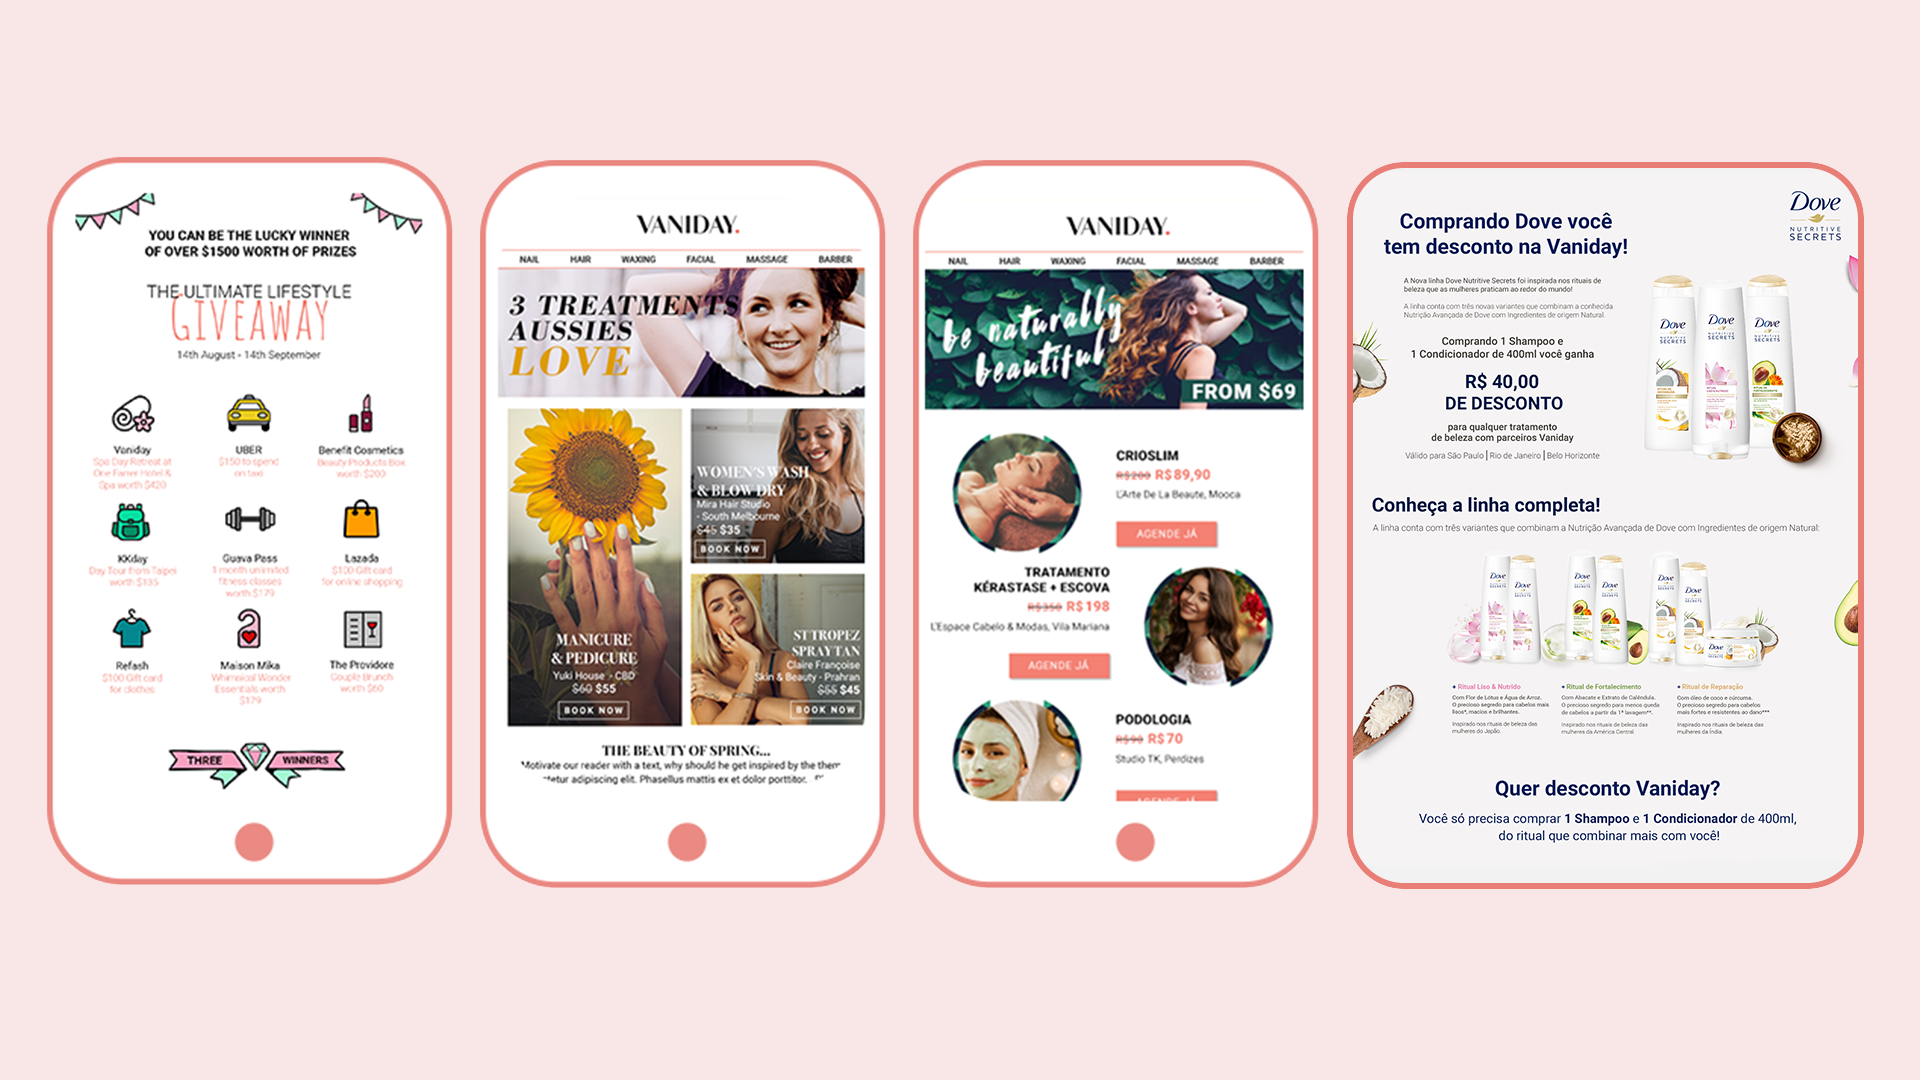 YOU CAN BE THE LUCKY WINNER
OF OVER $1500 WORTH OF PRIZES
THE ULTIMATE LIFESTYLE
GIVEAWAY
14th August - 14th September
Vaniday
Spa Day Retreat at
One Farrer Hotel &
Spa worth $420
UBER
$150 to spend
on taxi
Benefit Cosmetics
Beauty Products Box
worth $200
KKday
Day Tour from Taipei
worth $135
Guava Pass
1 month unlimited
fitness classes
worth $179
Lazada
$100 Gift card
for online shopping
Refash
$100 Gift card
for clothes
Maison Mika
Whimsical Wonder
Essentials worth
$179
The Providore
Couple Brunch
worth $60
THREE WINNERS
VANIDAY.
NAIL HAIR WAXING FACIAL MASSAGE BARBER
3 TREATMENTS
AUSSIES
LOVE
WOMEN'S WASH
& BLOW DRY
Mira Hair Studio
- South Melbourne
$45 $35
BOOK NOW
MANICURE
& PEDICURE
Yuki House - CBD
$60 $55
BOOK NOW
ST TROPEZ
SPRAY TAN
Claire Françoise
Skin & Beauty - Prahran
$55 $45
BOOK NOW
THE BEAUTY OF SPRING...
Motivate our reader with a text, why should he get inspired by the them
etur adipiscing elit. Phasellus mattis ex et dolor porttitor.
VANIDAY.
NAIL HAIR WAXING FACIAL MASSAGE BARBER
be naturally
beautiful
FROM $69
CRIOSLIM
R$200 R$89,90
L'Arte De La Beaute, Mooca
AGENDE JÁ
TRATAMENTO
KÉRASTASE + ESCOVA
R$350 R$198
L'Espace Cabelo & Modas, Vila Mariana
AGENDE JÁ
PODOLOGIA
R$90 R$70
Studio TK, Perdizes
AGENDE JÁ
Dove
NUTRITIVE
SECRETS
Comprando Dove você
tem desconto na Vaniday!
A Nova linha Dove Nutritive Secrets foi inspirada nos rituais de
beleza que as mulheres praticam ao redor do mundo!
A linha conta com três novas variantes que combinam a conhecida
Nutrição Avançada de Dove com Ingredientes de origem Natural.
Comprando 1 Shampoo e
1 Condicionador de 400ml você ganha
R$ 40,00
DE DESCONTO
para qualquer tratamento
de beleza com parceiros Vaniday
Válido para São Paulo | Rio de Janeiro | Belo Horizonte
Dove
NUTRITIVE
SECRETS
Dove
NUTRITIVE
SECRETS
Dove
NUTRITIVE
SECRETS
Conheça a linha completa!
A linha conta com três variantes que combinam a Nutrição Avançada de Dove com Ingredientes de origem Natural:
Dove
Dove
Dove
Dove
Dove
Dove
Dove
Ritual Liso & Nutrido
Com Flor de Lótus e Água de Arroz.
O precioso segredo para cabelos mais
lisos*, macios e brilhantes.
Inspirado nos rituais de beleza das
mulheres do Japão.
Ritual de Fortalecimento
Com Abacate e Extrato de Calêndula.
O precioso segredo para menos queda
de cabelos a partir da 1ª lavagem**.
Inspirado nos rituais de beleza das
mulheres da América Central
Ritual de Reparação
Com óleo de coco e cúrcuma.
O precioso segredo para cabelos
mais fortes e resistentes ao dano***
Inspirado nos rituais de beleza das
mulheres da Índia.
Quer desconto Vaniday?
Você só precisa comprar 1 Shampoo e 1 Condicionador de 400ml,
do ritual que combinar mais com você!